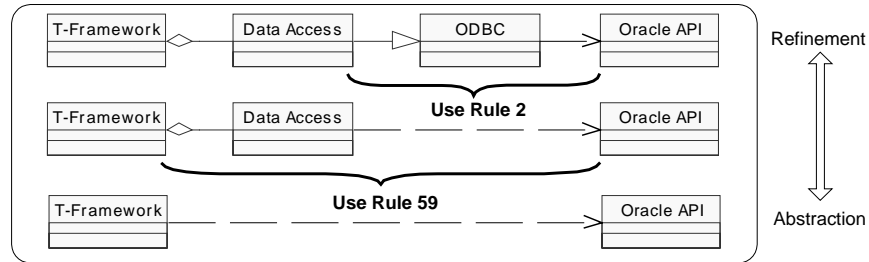 T-Framework Data Access ODBC Oracle API
Refinement
Use Rule 2
T-Framework Data Access Oracle API
Use Rule 59
T-Framework Oracle API
Abstraction